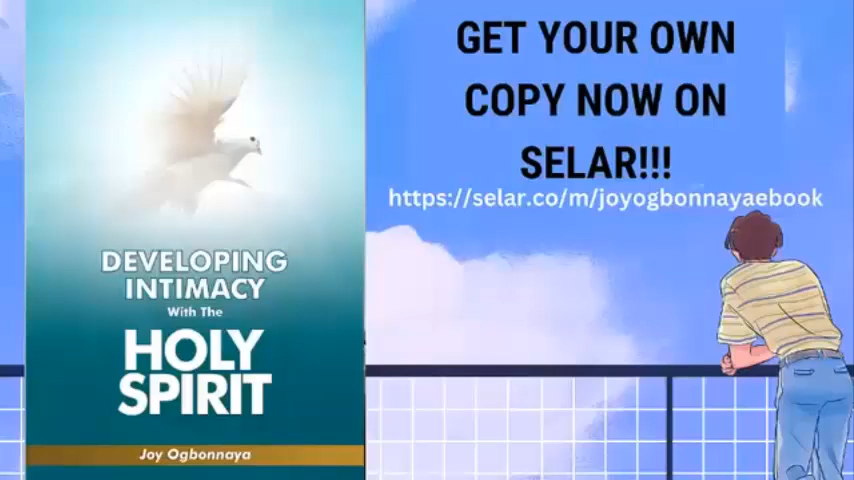 DEVELOPING
INTIMACY
With The
HOLY
SPIRIT
Joy Ogbonnaya
GET YOUR OWN
COPY NOW ON
SELAR!!!
https://selar.co/m/joyogbonnayaebook